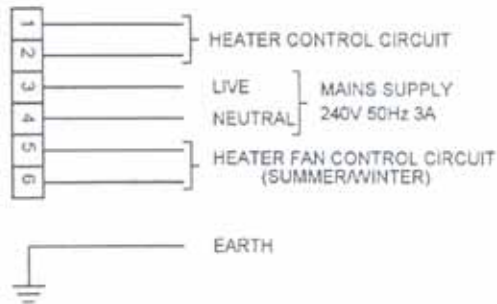 1
HEATER CONTROL CIRCUIT
2
3 LIVE
MAINS SUPPLY
240V 50Hz 3A
4 NEUTRAL
5
HEATER FAN CONTROL CIRCUIT
(SUMMER/WINTER)
6
EARTH